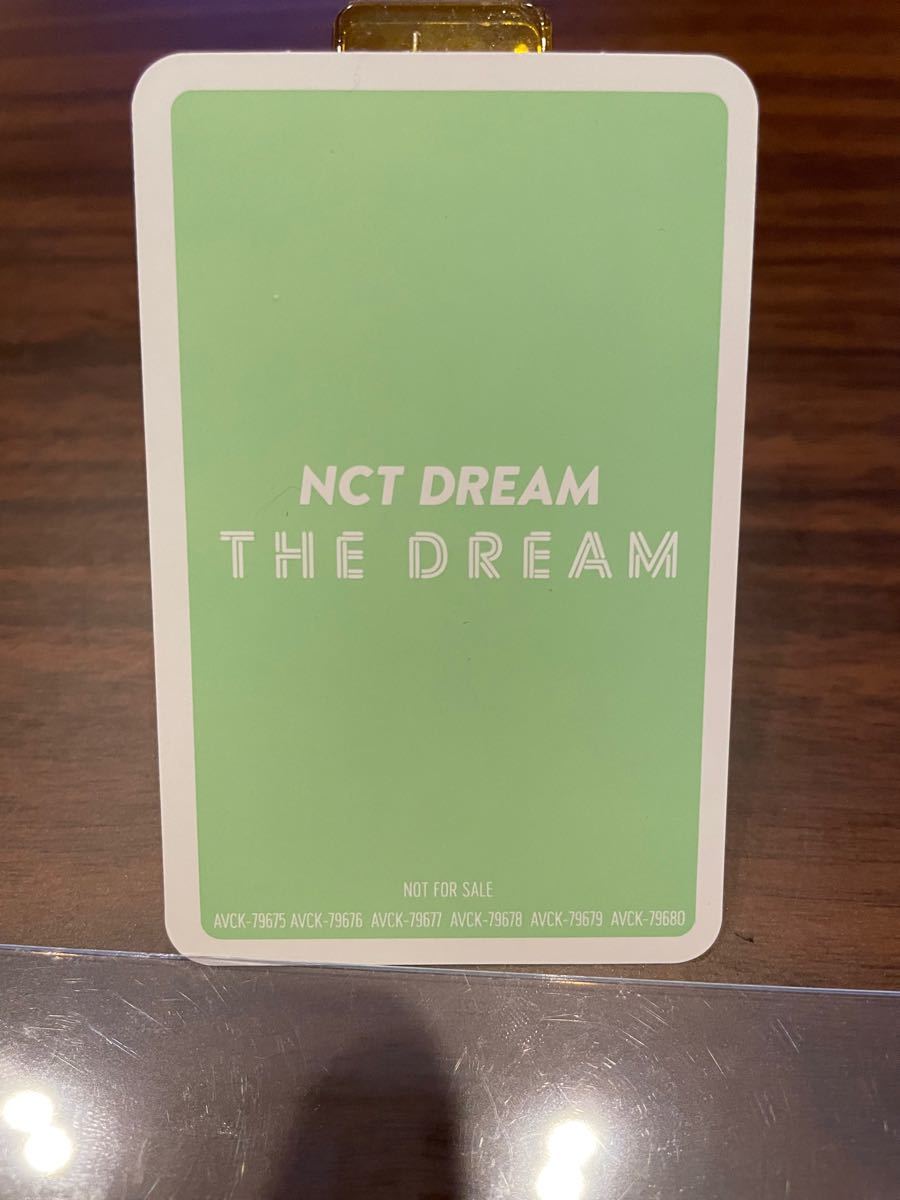 NCT DREAM
THE DREAM
NOT FOR SALE
AVCK-79675 AVCK-79676 AVCK-79677 AVCK-79678 AVCK-79679 AVCK-79680